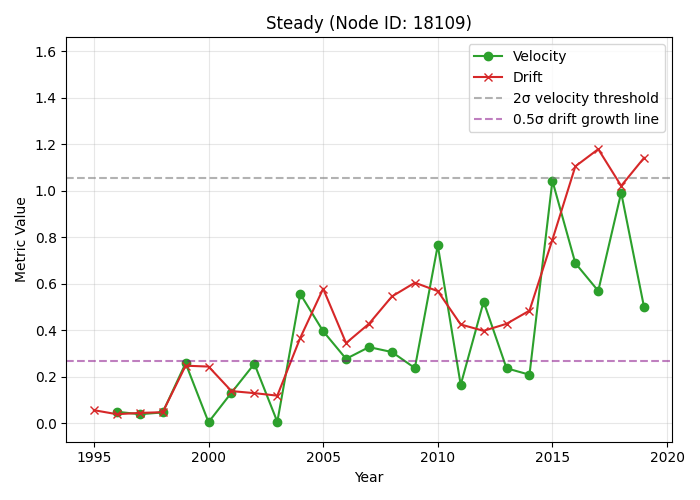 Steady (Node ID: 18109)
Velocity
Drift
2σ velocity threshold
0.5σ drift growth line
Metric Value
1.6
1.4
1.2
1.0
0.8
0.6
0.4
0.2
0.0
1995 2000 2005 2010 2015 2020
Year